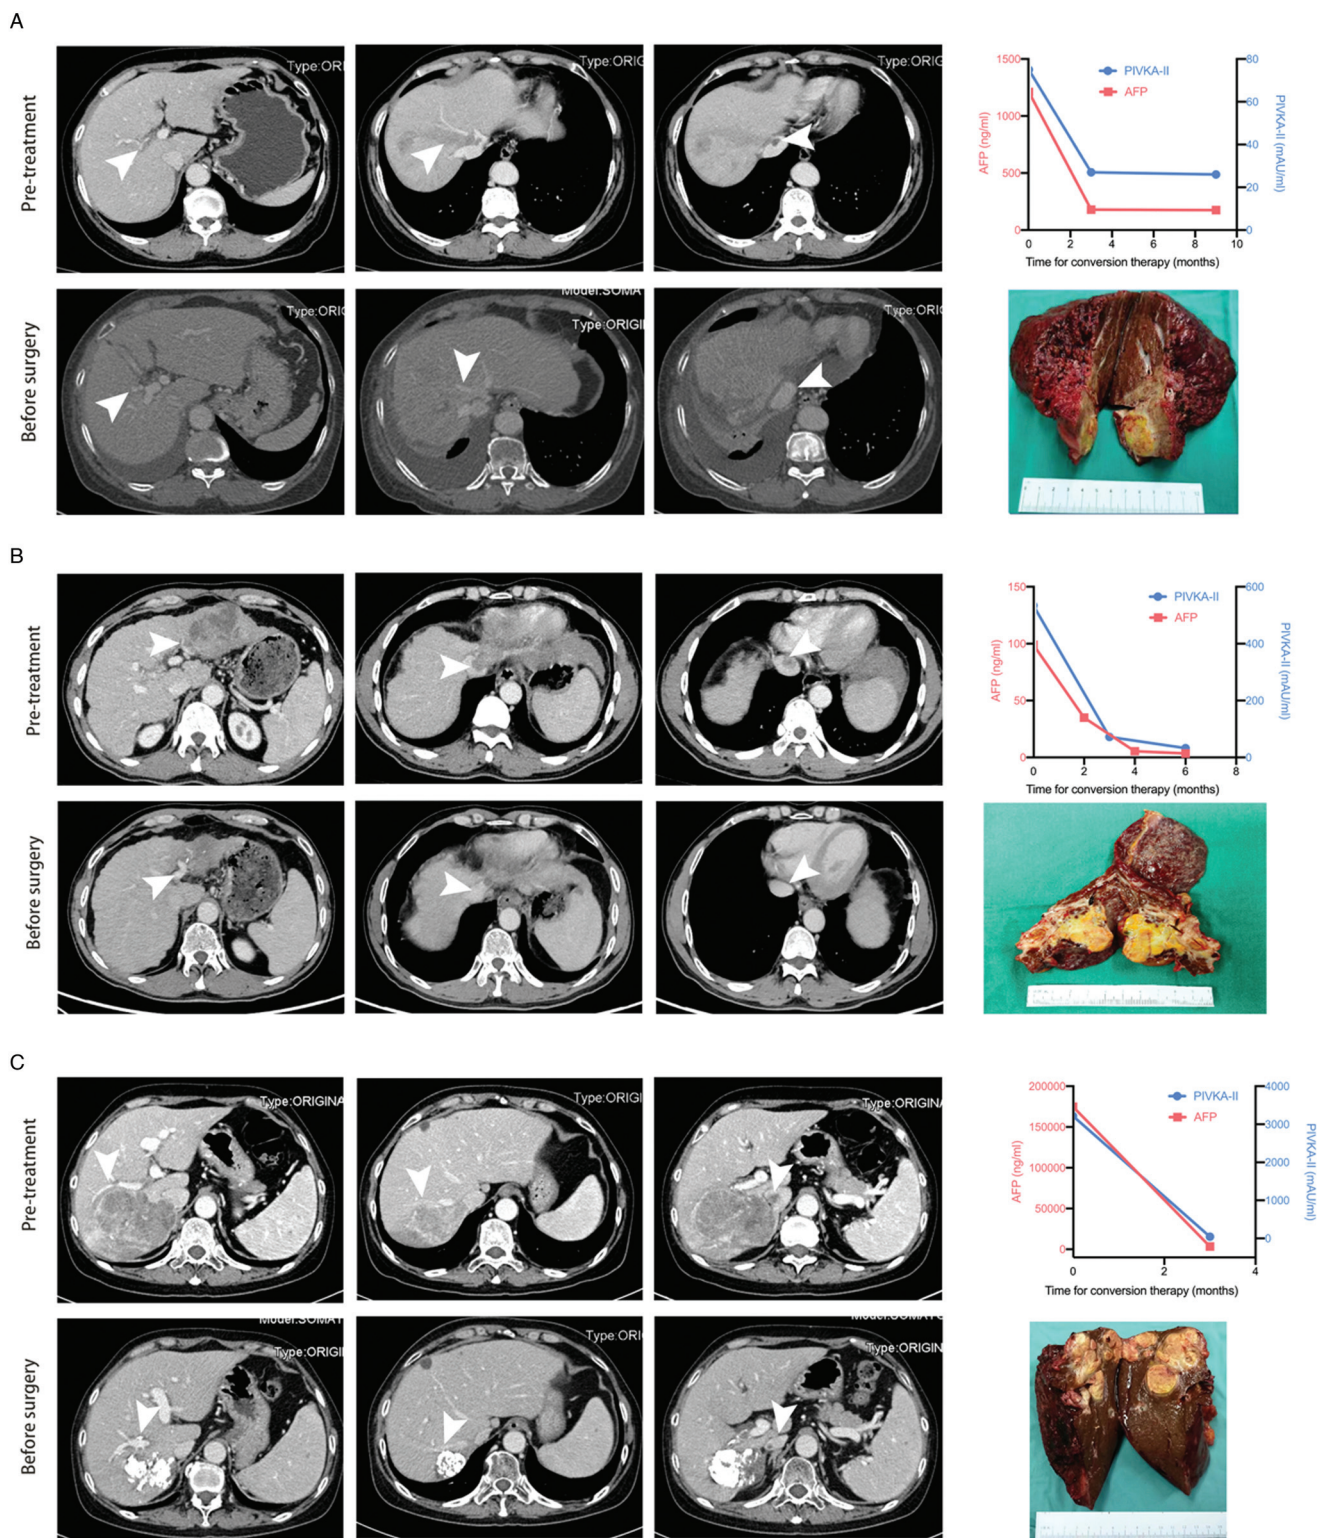 A
Pre-treatment
Type:ORI
Type:ORIG
Type:ORIG
PIVKA-II
AFP
AFP (ng/ml)
1500
1000
500
0
PIVKA-II (mAU/ml)
80
60
40
20
0
0 2 4 6 8 10
Time for conversion therapy (months)
Before surgery
Type:ORIG
Model:SOMA
Type:ORIGI
Type:ORIG
B
Pre-treatment
PIVKA-II
AFP
AFP (ng/ml)
150
100
50
0
PIVKA-II (mAU/ml)
600
400
200
0
0 2 4 6 8
Time for conversion therapy (months)
Before surgery
C
Pre-treatment
Type:ORIGINA
Type:ORIGI
Type:ORIGINA
PIVKA-II
AFP
AFP (ng/ml)
200000
150000
100000
50000
0
PIVKA-II (mAU/ml)
4000
3000
2000
1000
0
0 2 4
Time for conversion therapy (months)
Before surgery
Model:SOMAT
Type:ORIGI
Type:ORI
Model:SOMATO
Type:ORIGIN